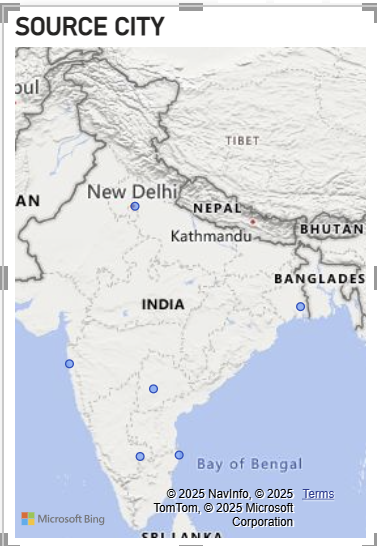 SOURCE CITY
pul
TIBET
New Delhi
AN
NEPAL
Kathmandu
BHUTAN
BANGLADES
INDIA
Bay of Bengal
© 2025 NavInfo, © 2025 Terms
TomTom, © 2025 Microsoft
Corporation
Microsoft Bing
SRI LANKA